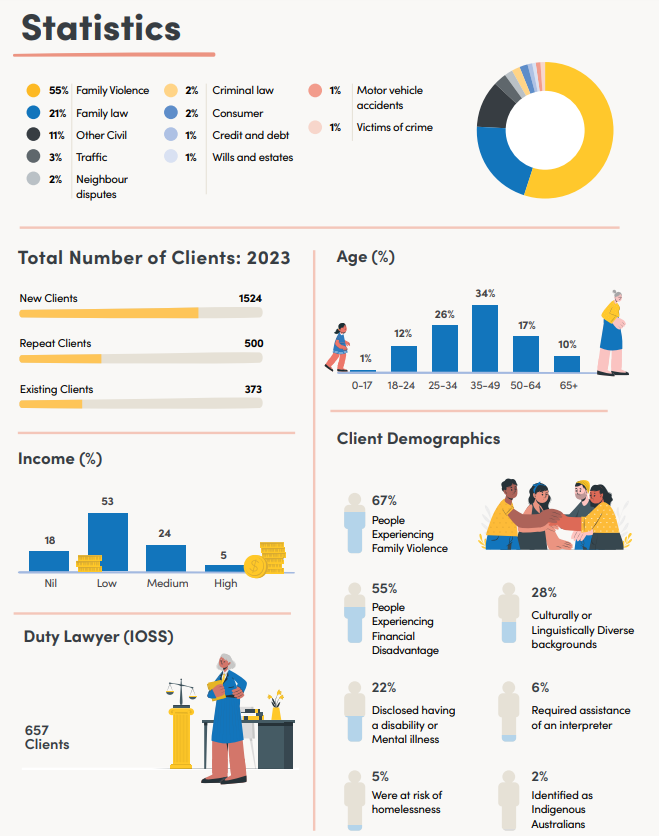 Statistics
55% Family Violence
21% Family law
11% Other Civil
3% Traffic
2% Neighbour
disputes
2% Criminal law
2% Consumer
1% Credit and debt
1% Wills and estates
1% Motor vehicle
accidents
1% Victims of crime
Total Number of Clients: 2023
New Clients 1524
Repeat Clients 500
Existing Clients 373
Income (%)
18 53 24 5
Nil Low Medium High
Duty Lawyer (IOSS)
657
Clients
Age (%)
1% 12% 26% 34% 17% 10%
0–17 18–24 25–34 35–49 50–64 65+
Client Demographics
67%
People
Experiencing
Family Violence
55%
People
Experiencing
Financial
Disadvantage
28%
Culturally or
Linguistically Diverse
backgrounds
22%
Disclosed having
a disability or
Mental illness
6%
Required assistance
of an interpreter
5%
Were at risk of
homelessness
2%
Identified as
Indigenous
Australians